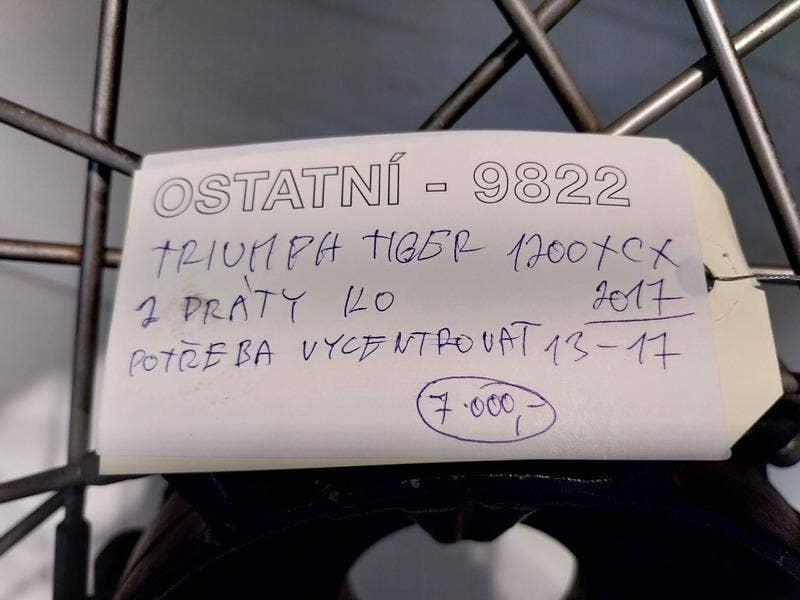 OSTATNÍ - 9822
TRIUMPH TIGER 1200XCX
2 DRÁTY KO 2017
POTŘEBA VYCENTROVAT 13-17
7.000,-